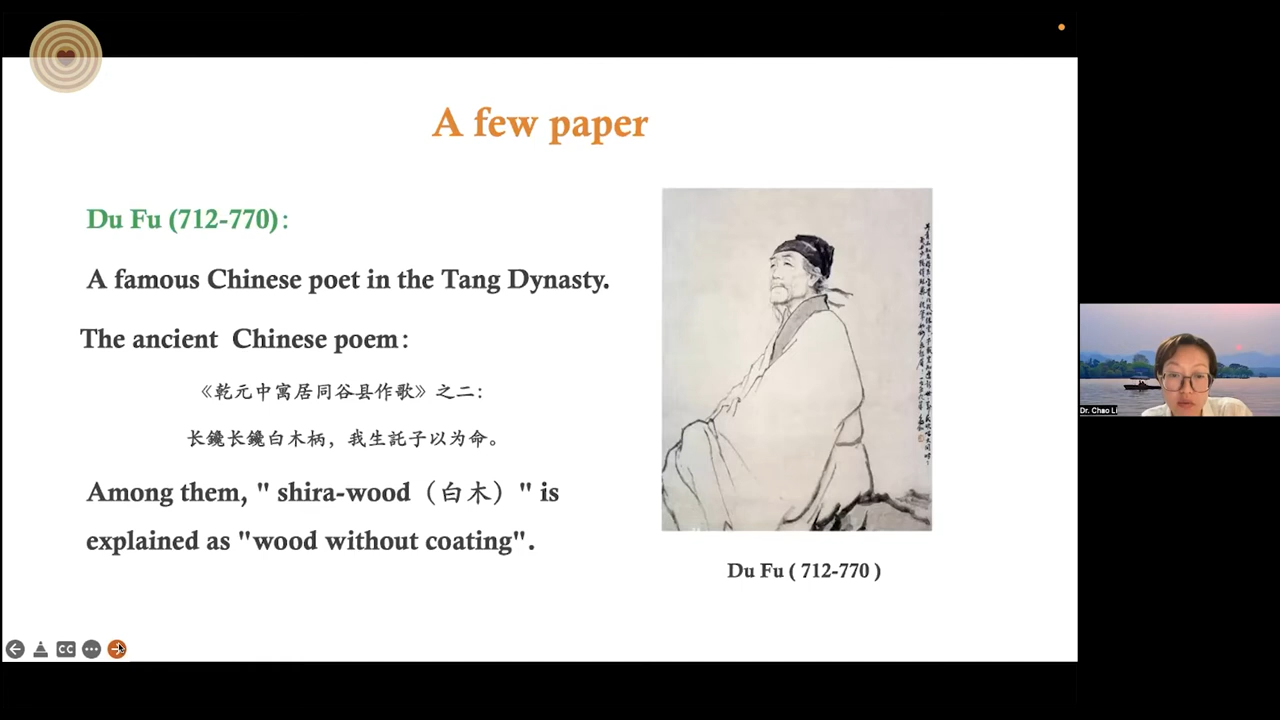 A few paper
Du Fu (712-770):
A famous Chinese poet in the Tang Dynasty.
The ancient Chinese poem:
《乾元中寓居同谷县作歌》之二:
长鑱长鑱白木柄，我生託子以为命。
Among them, " shira-wood（白木）" is
explained as "wood without coating".
Du Fu ( 712-770 )
CC
Dr. Chao Li